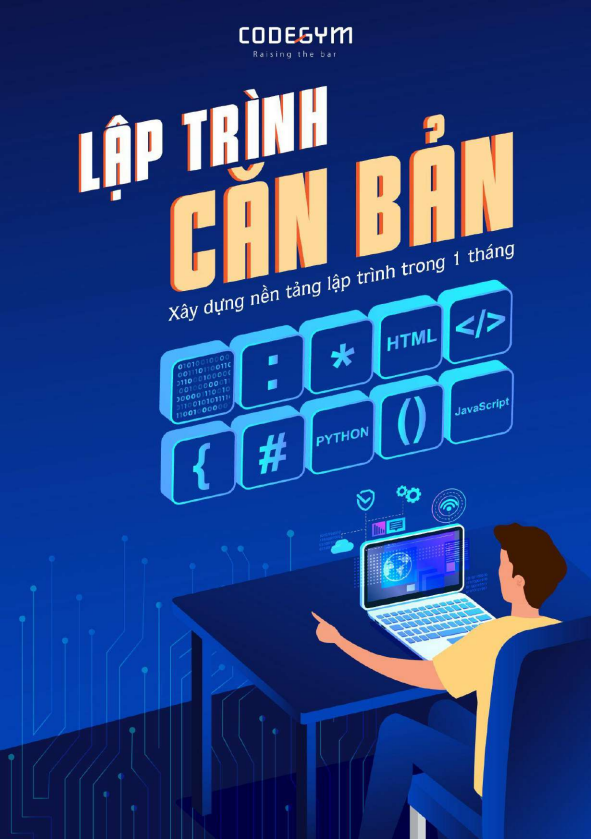 CODEGYM
Raising the bar
LẬP TRÌNH
CĂN BẢN
Xây dựng nền tảng lập trình trong 1 tháng
: * HTML </>
{ # PYTHON () JavaScript